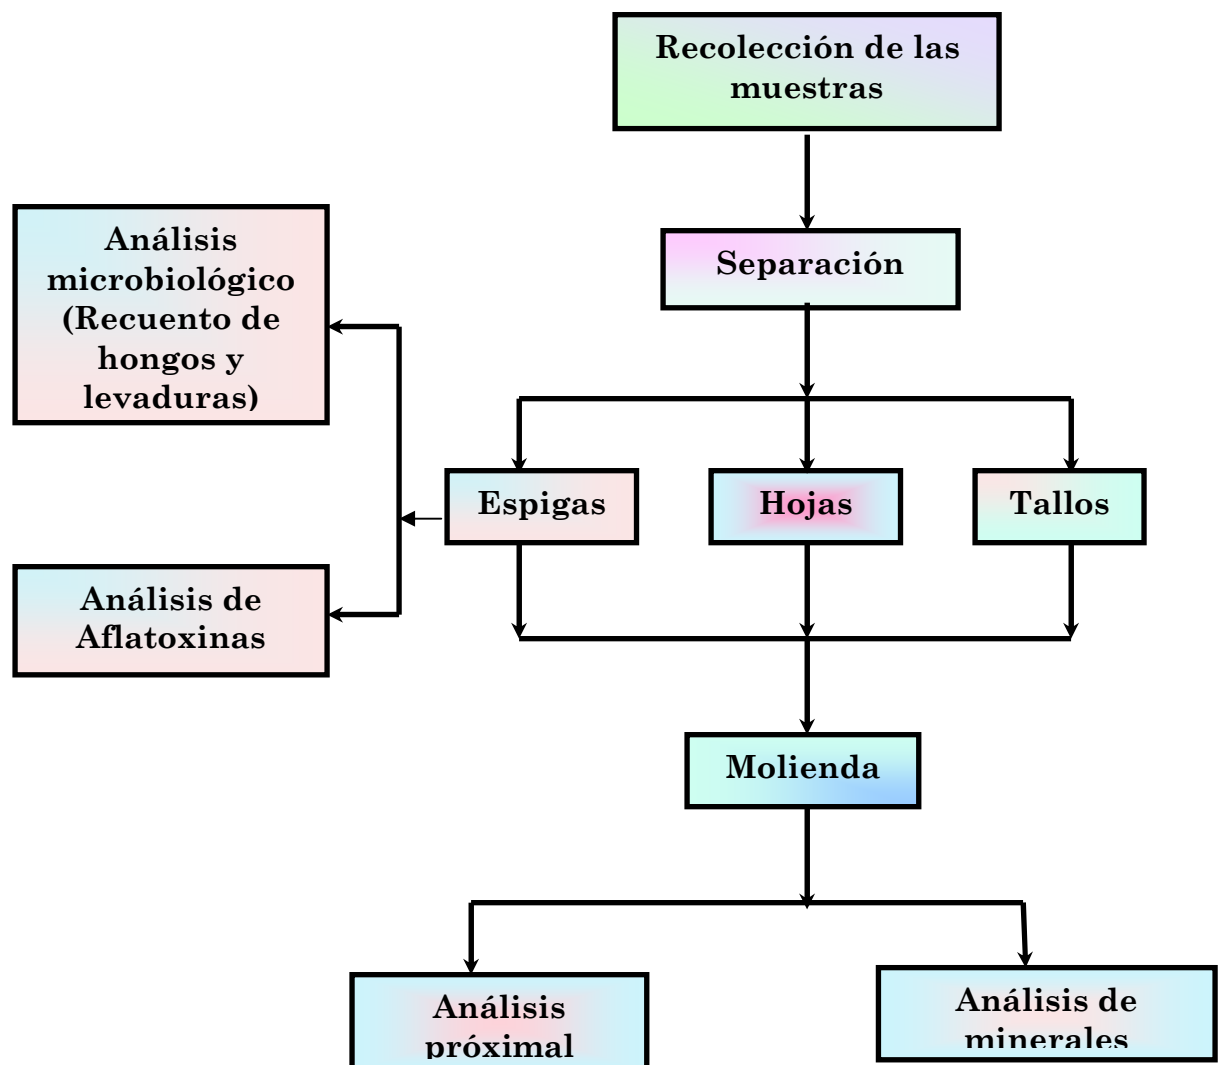 Recolección de las
muestras
Separación
Análisis
microbiológico
(Recuento de
hongos y
levaduras)
Espigas
Hojas
Tallos
Análisis de
Aflatoxinas
Molienda
Análisis
próximal
Análisis de
minerales